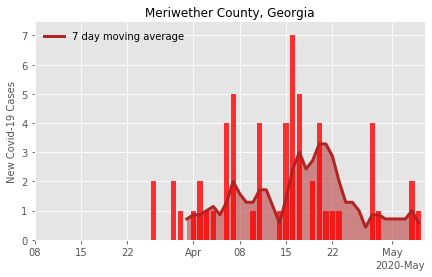 Meriwether County, Georgia
7 day moving average
New Covid-19 Cases
7
6
5
4
3
2
1
0
08 15 22 Apr 08 15 22 May
2020-May